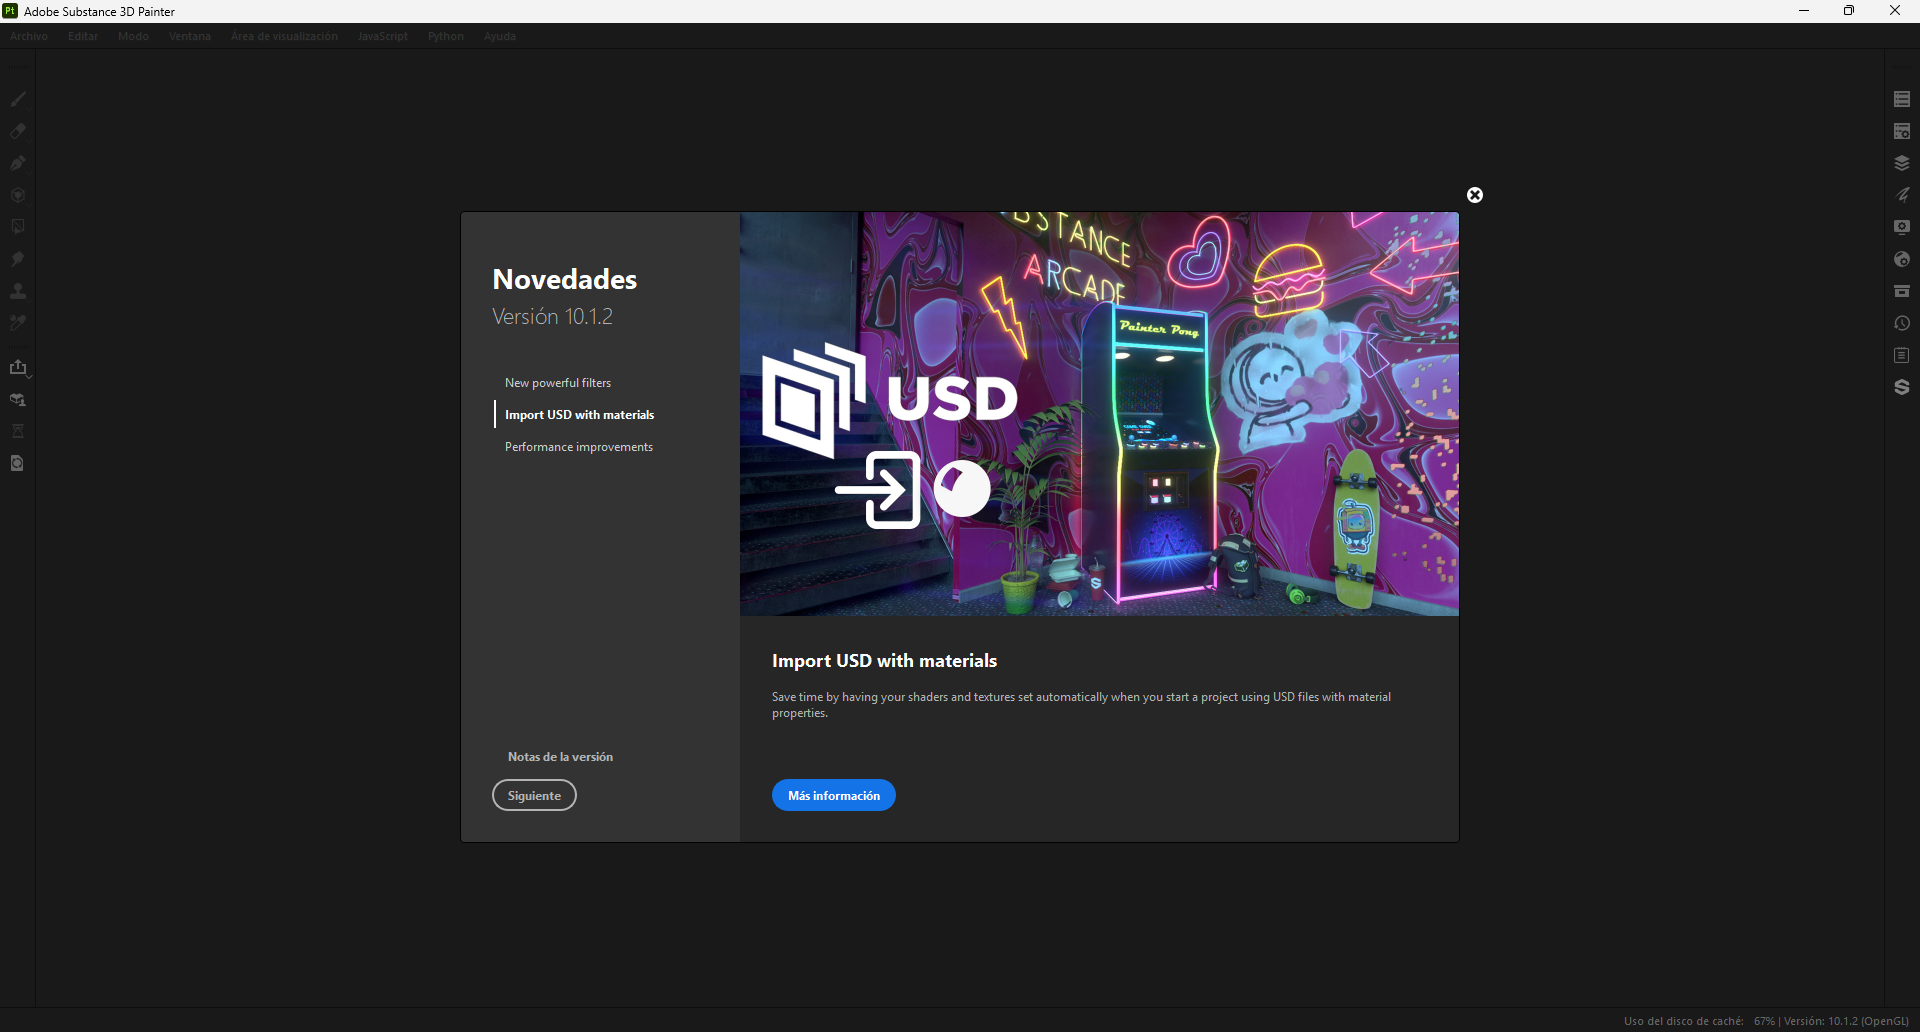 Pt Adobe Substance 3D Painter
Archivo Editar Modo Ventana Área de visualización JavaScript Python Ayuda
Novedades
Versión 10.1.2
New powerful filters
Import USD with materials
Performance improvements
Notas de la versión
Siguiente
STANCE
ARCADE
Painter Pong
USD
Import USD with materials
Save time by having your shaders and textures set automatically when you start a project using USD files with material
properties.
Más información
Uso del disco de caché: 67% | Versión: 10.1.2 (OpenGL)